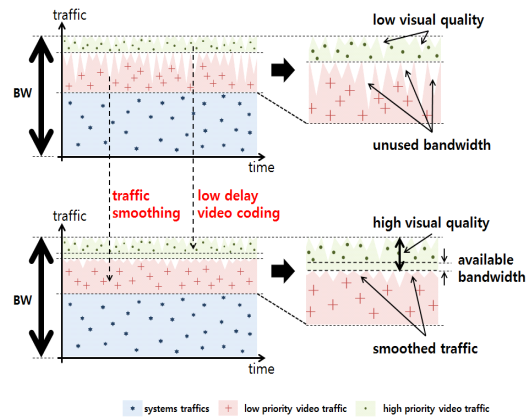 traffic
low visual quality
BW
unused bandwidth
time
traffic
smoothing
low delay
video coding
traffic
high visual quality
available
bandwidth
BW
smoothed traffic
time
systems traffics
low priority video traffic
high priority video traffic